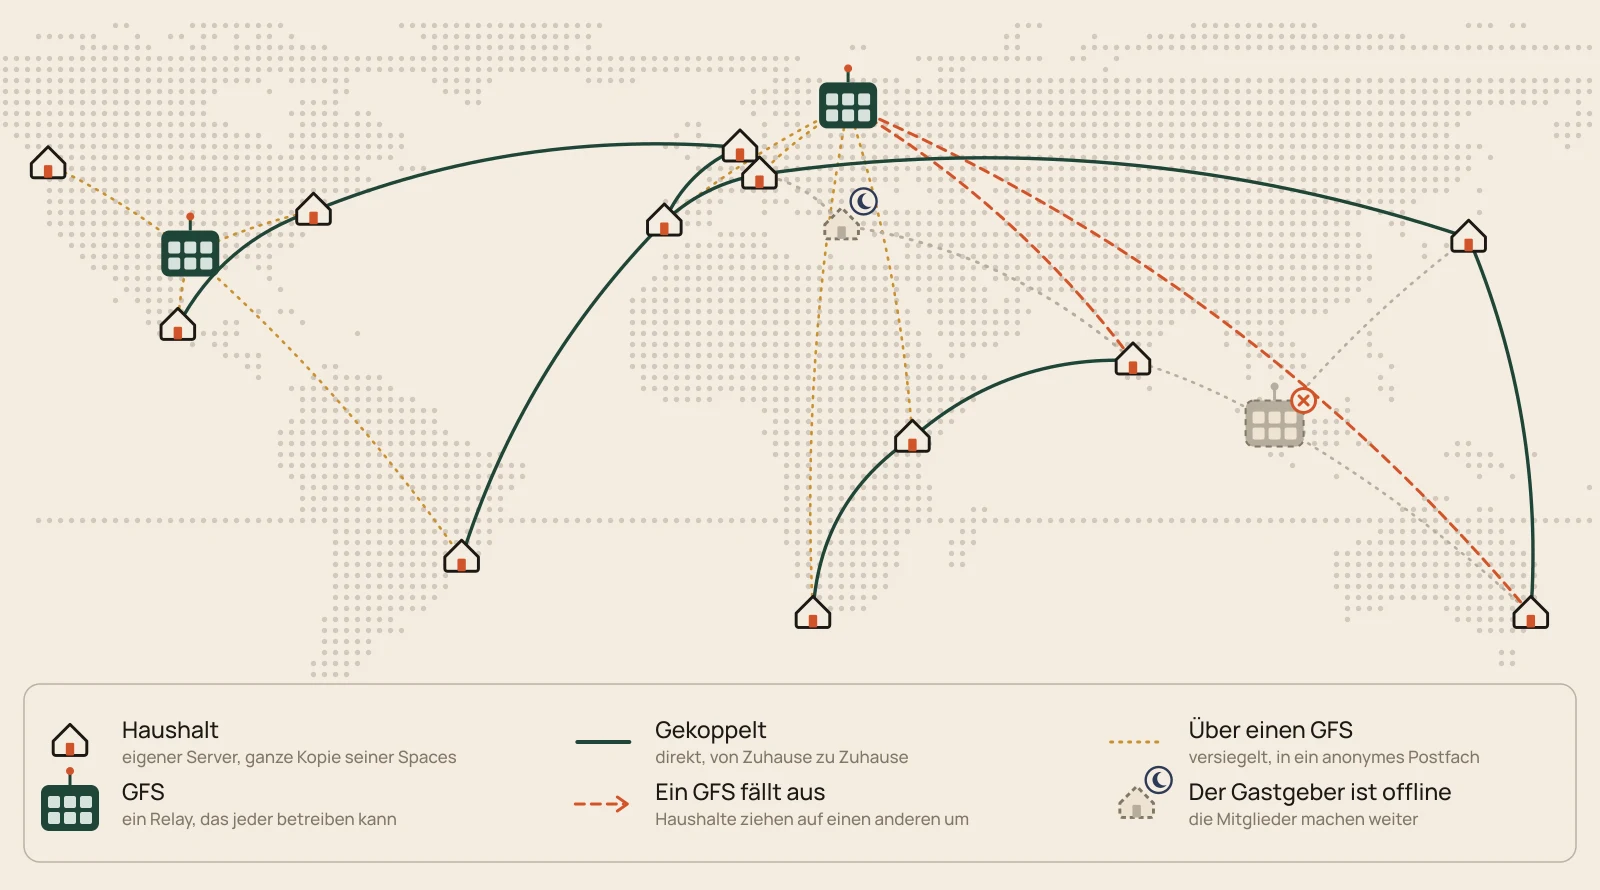 Haushalt
eigener Server, ganze Kopie seiner Spaces
Gekoppelt
direkt, von Zuhause zu Zuhause
Über einen GFS
versiegelt, in ein anonymes Postfach
GFS
ein Relay, das jeder betreiben kann
Ein GFS fällt aus
Haushalte ziehen auf einen anderen um
Der Gastgeber ist offline
die Mitglieder machen weiter